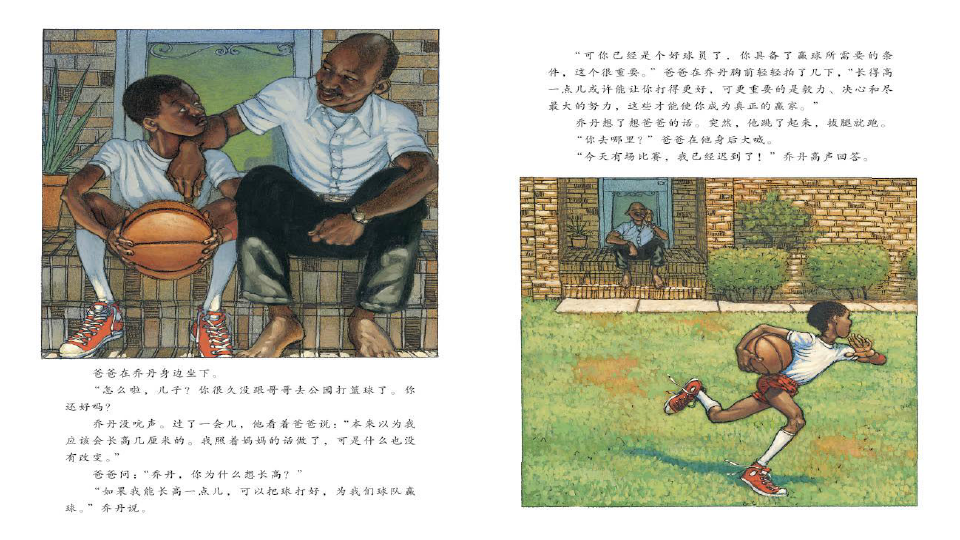 爸爸在乔丹身边坐下。
“怎么啦，儿子？你很久没跟哥哥去公园打篮球了。你
还好吗？
乔丹没吭声。过了一会儿，他看着爸爸说：“本来以为我
应该会长高几厘米的。我照着妈妈的话做了，可是什么也没
有改变。”
爸爸问：“乔丹，你为什么想长高？”
“如果我能长高一点儿，可以把球打好，为我们球队赢
球。”乔丹说。
“可你已经是个好球员了，你具备了赢球所需要的条
件，这个很重要。”爸爸在乔丹胸前轻轻拍了几下，“长得高
一点儿或许能让你打得更好，可更重要的是毅力、决心和尽
最大的努力，这些才能使你成为真正的赢家。”
乔丹想了想爸爸的话。突然，他跳了起来，拔腿就跑。
“你去哪里？”爸爸在他身后大喊。
“今天有场比赛，我已经迟到了！”乔丹高声回答。